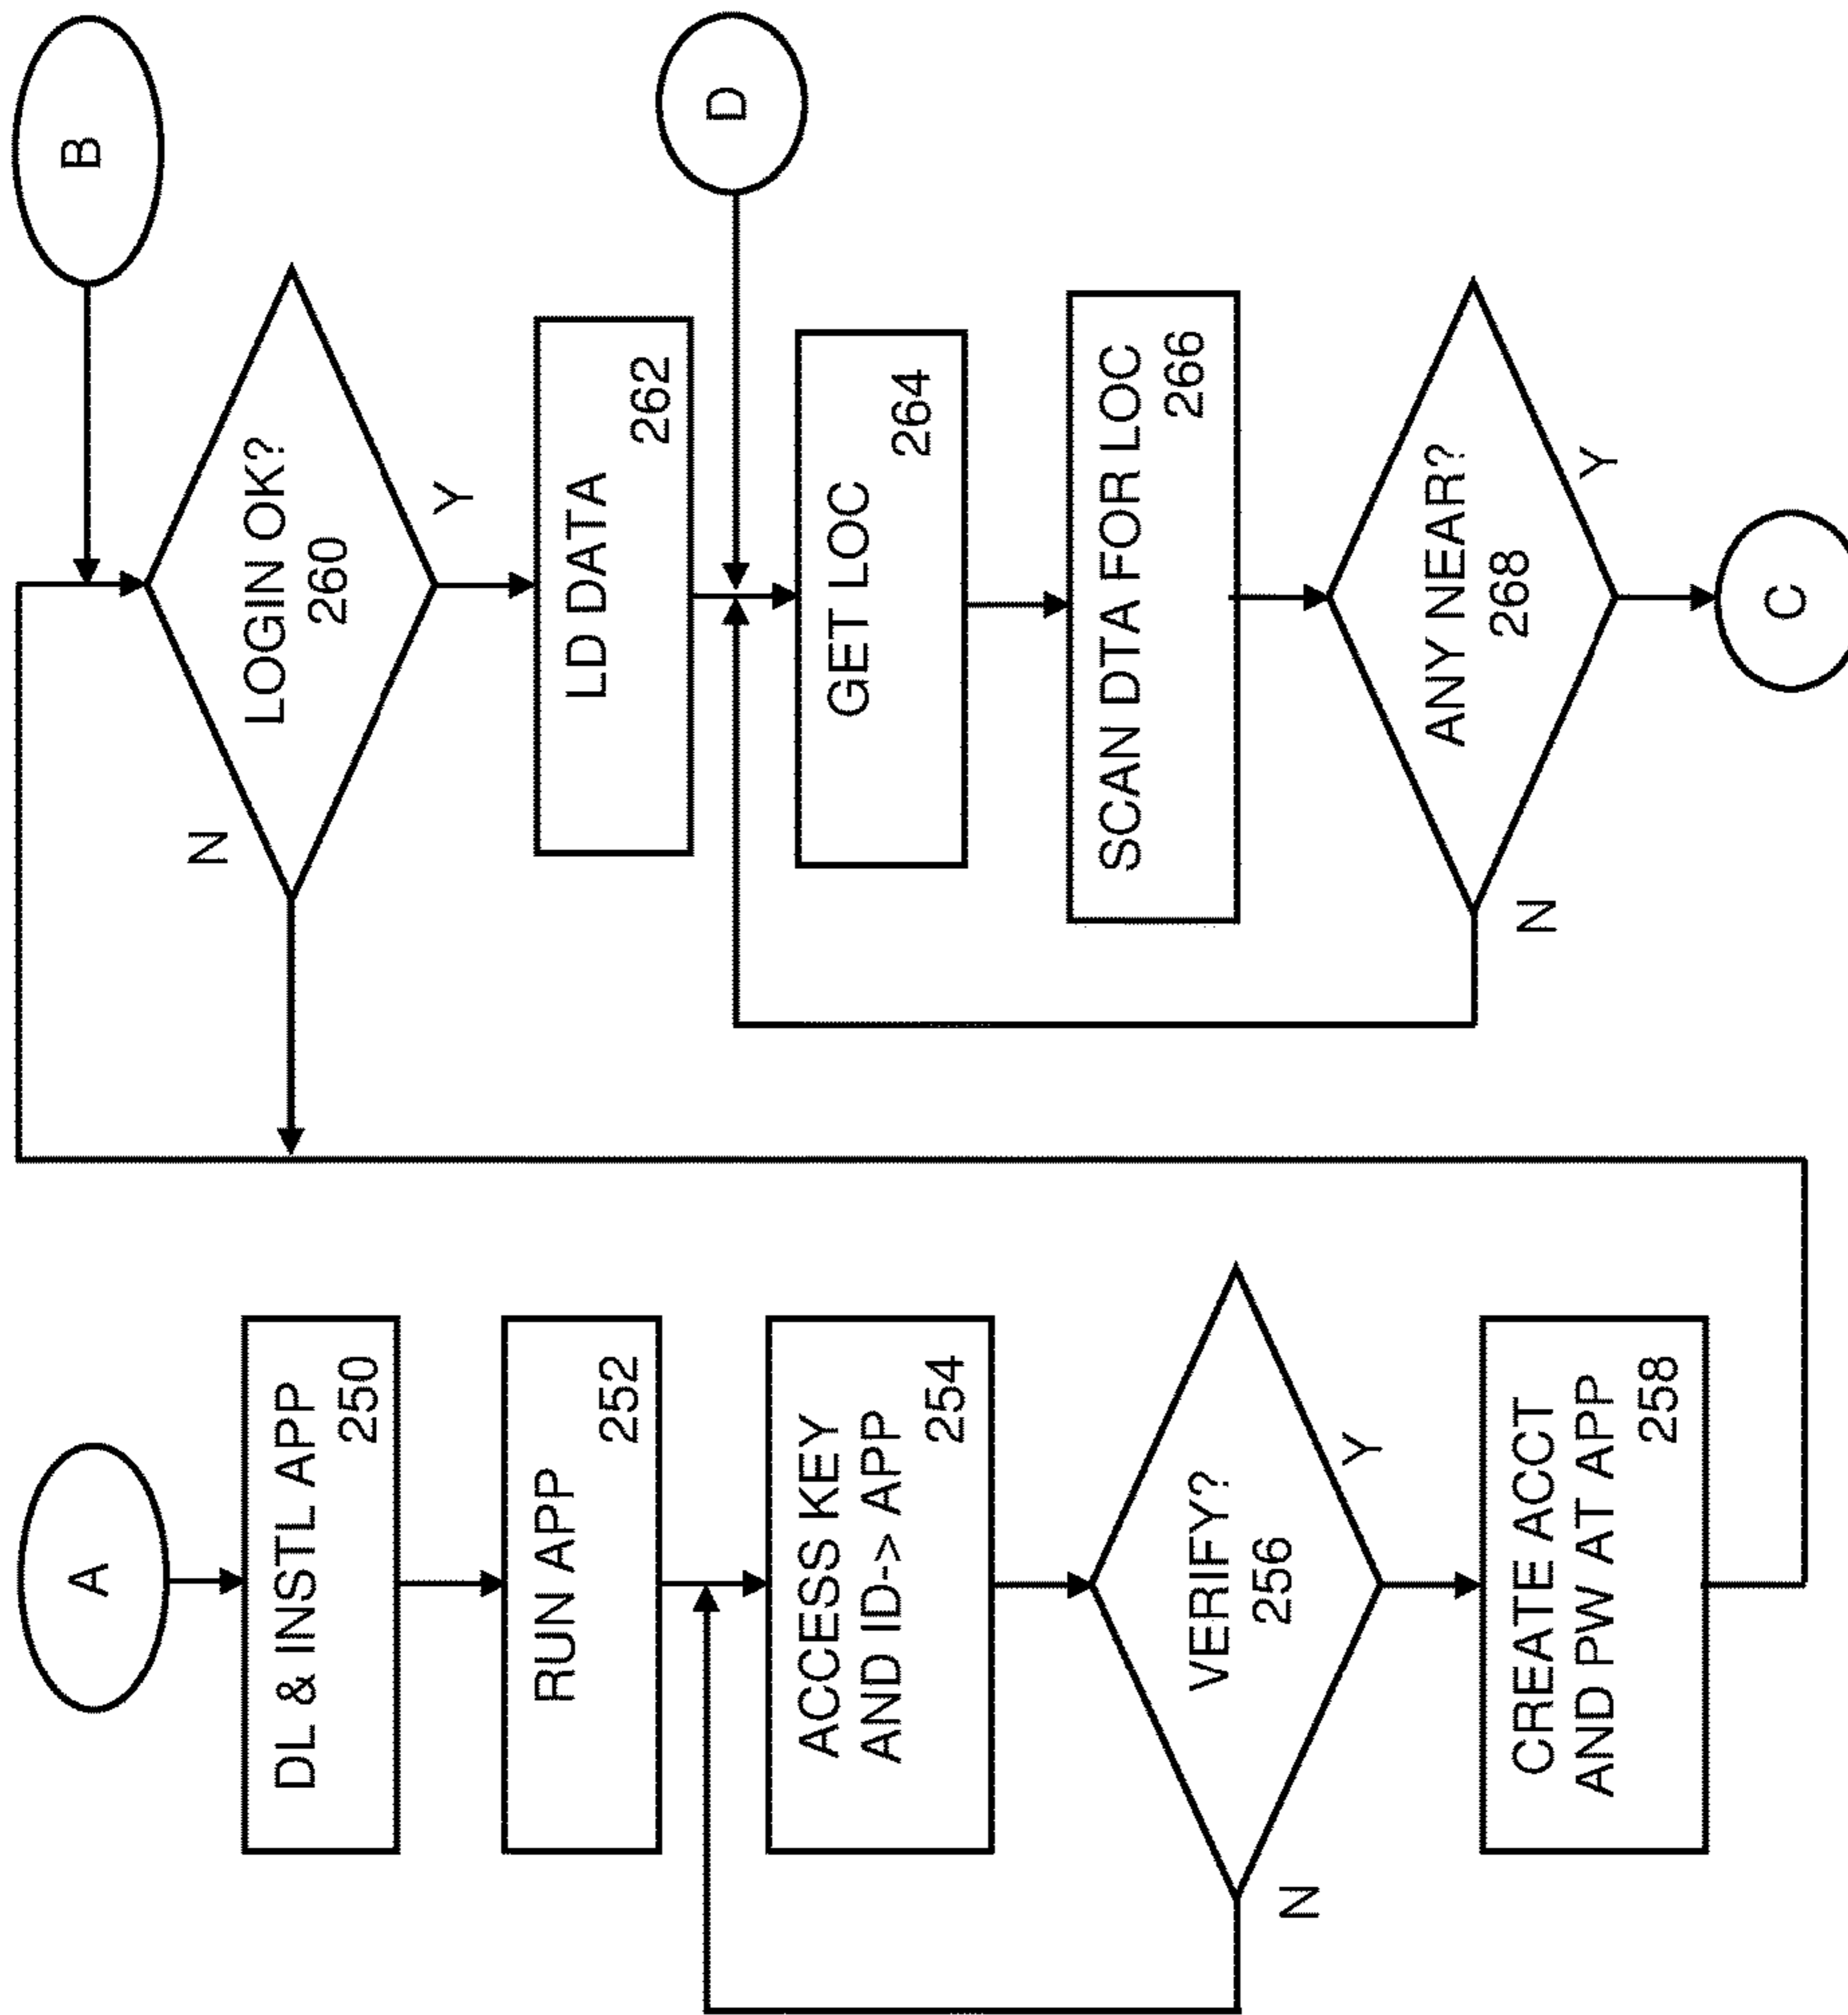 A
DL & INSTL APP
250
RUN APP
252
ACCESS KEY
AND ID-> APP
254
VERIFY?
256
N
Y
CREATE ACCT
AND PW AT APP
258
B
LOGIN OK?
260
N
Y
LD DATA
262
D
GET LOC
264
SCAN DTA FOR LOC
266
ANY NEAR?
268
N
Y
C